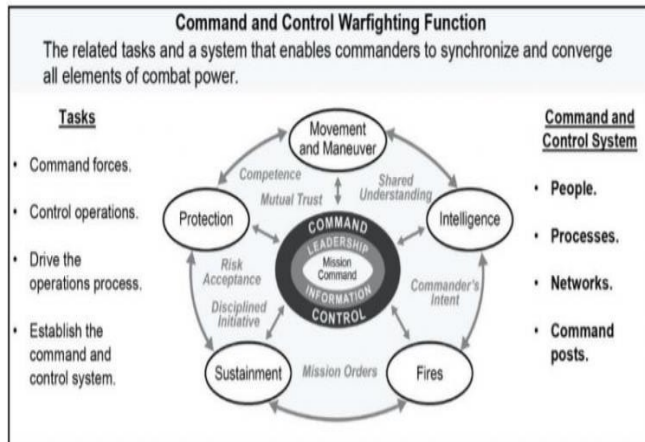 Command and Control Warfighting Function
The related tasks and a system that enables commanders to synchronize and converge
all elements of combat power.
Tasks
• Command forces.
• Control operations.
• Drive the
operations process.
• Establish the
command and
control system.
Movement
and Maneuver
Competence
Mutual Trust
Shared
Understanding
Protection
Intelligence
COMMAND
LEADERSHIP
Mission
Command
INFORMATION
CONTROL
Risk
Acceptance
Commander's
Intent
Disciplined
Initiative
Sustainment
Mission Orders
Fires
Command and
Control System
• People.
• Processes.
• Networks.
• Command
posts.